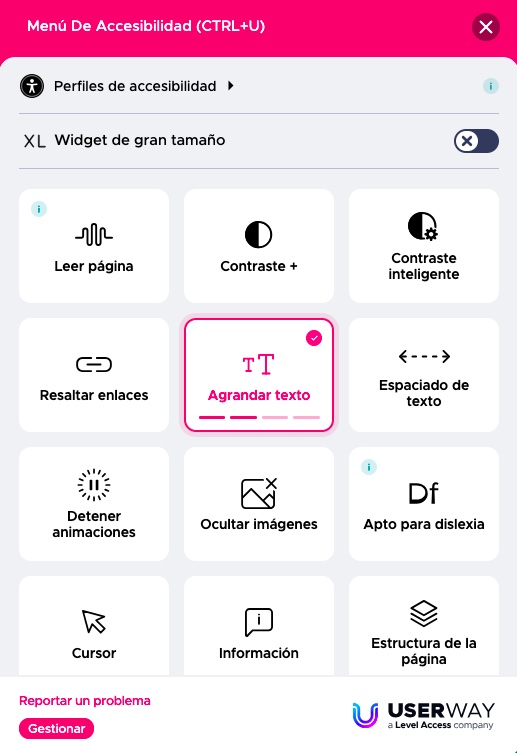 Menú De Accesibilidad (CTRL+U)
Perfiles de accesibilidad
i
XL Widget de gran tamaño
i
Leer página
Contraste +
Contraste
inteligente
Resaltar enlaces
TT
Agrandar texto
Espaciado de
texto
Detener
animaciones
Ocultar imágenes
i
Df
Apto para dislexia
Cursor
i
Información
Estructura de la
página
Reportar un problema
Gestionar
USERWAY
a Level Access company